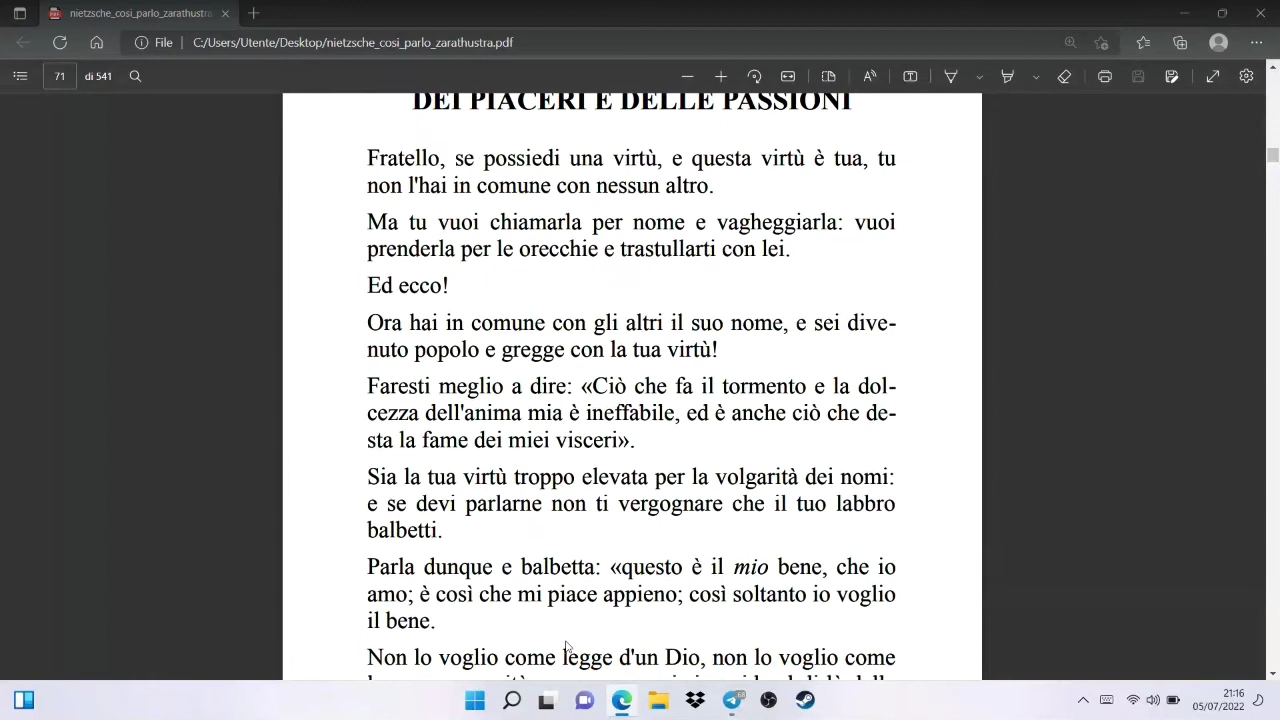 nietzsche_cosi_parlo_zarathustra
File
C:/Users/Utente/Desktop/nietzsche_cosi_parlo_zarathustra.pdf
71 di 541
DEI PIACERI E DELLE PASSIONI
Fratello, se possiedi una virtù, e questa virtù è tua, tu
non l'hai in comune con nessun altro.
Ma tu vuoi chiamarla per nome e vagheggiarla: vuoi
prenderla per le orecchie e trastullarti con lei.
Ed ecco!
Ora hai in comune con gli altri il suo nome, e sei dive-
nuto popolo e gregge con la tua virtù!
Faresti meglio a dire: «Ciò che fa il tormento e la dol-
cezza dell'anima mia è ineffabile, ed è anche ciò che de-
sta la fame dei miei visceri».
Sia la tua virtù troppo elevata per la volgarità dei nomi:
e se devi parlarne non ti vergognare che il tuo labbro
balbetti.
Parla dunque e balbetta: «questo è il mio bene, che io
amo; è così che mi piace appieno; così soltanto io voglio
il bene.
Non lo voglio come legge d'un Dio, non lo voglio come
21:16
05/07/2022